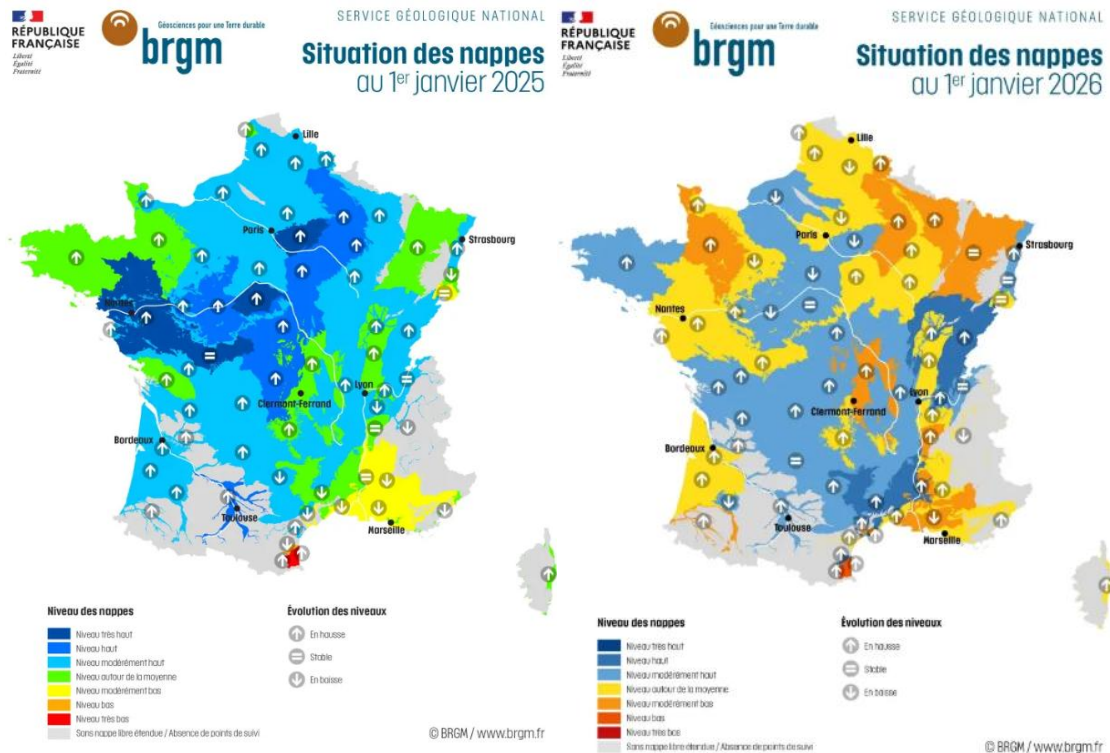 RÉPUBLIQUE
FRANÇAISE
Liberté
Égalité
Fraternité
Géosciences pour une Terre durable
brgm
SERVICE GÉOLOGIQUE NATIONAL
Situation des nappes
au 1er janvier 2025
Lille
Paris
Strasbourg
Nantes
Lyon
Clermont-Ferrand
Bordeaux
Toulouse
Marseille
Niveau des nappes
Niveau très haut
Niveau haut
Niveau modérément haut
Niveau autour de la moyenne
Niveau modérément bas
Niveau bas
Niveau très bas
Sans nappe libre étendue / Absence de points de suivi
Évolution des niveaux
En hausse
Stable
En baisse
© BRGM / www.brgm.fr
RÉPUBLIQUE
FRANÇAISE
Liberté
Égalité
Fraternité
Géosciences pour une Terre durable
brgm
SERVICE GÉOLOGIQUE NATIONAL
Situation des nappes
au 1er janvier 2026
Lille
Paris
Strasbourg
Nantes
Lyon
Clermont-Ferrand
Bordeaux
Toulouse
Marseille
Niveau des nappes
Niveau très haut
Niveau haut
Niveau modérément haut
Niveau autour de la moyenne
Niveau modérément bas
Niveau bas
Niveau très bas
Sans nappe libre étendue / Absence de points de suivi
Évolution des niveaux
En hausse
Stable
En baisse
© BRGM / www.brgm.fr